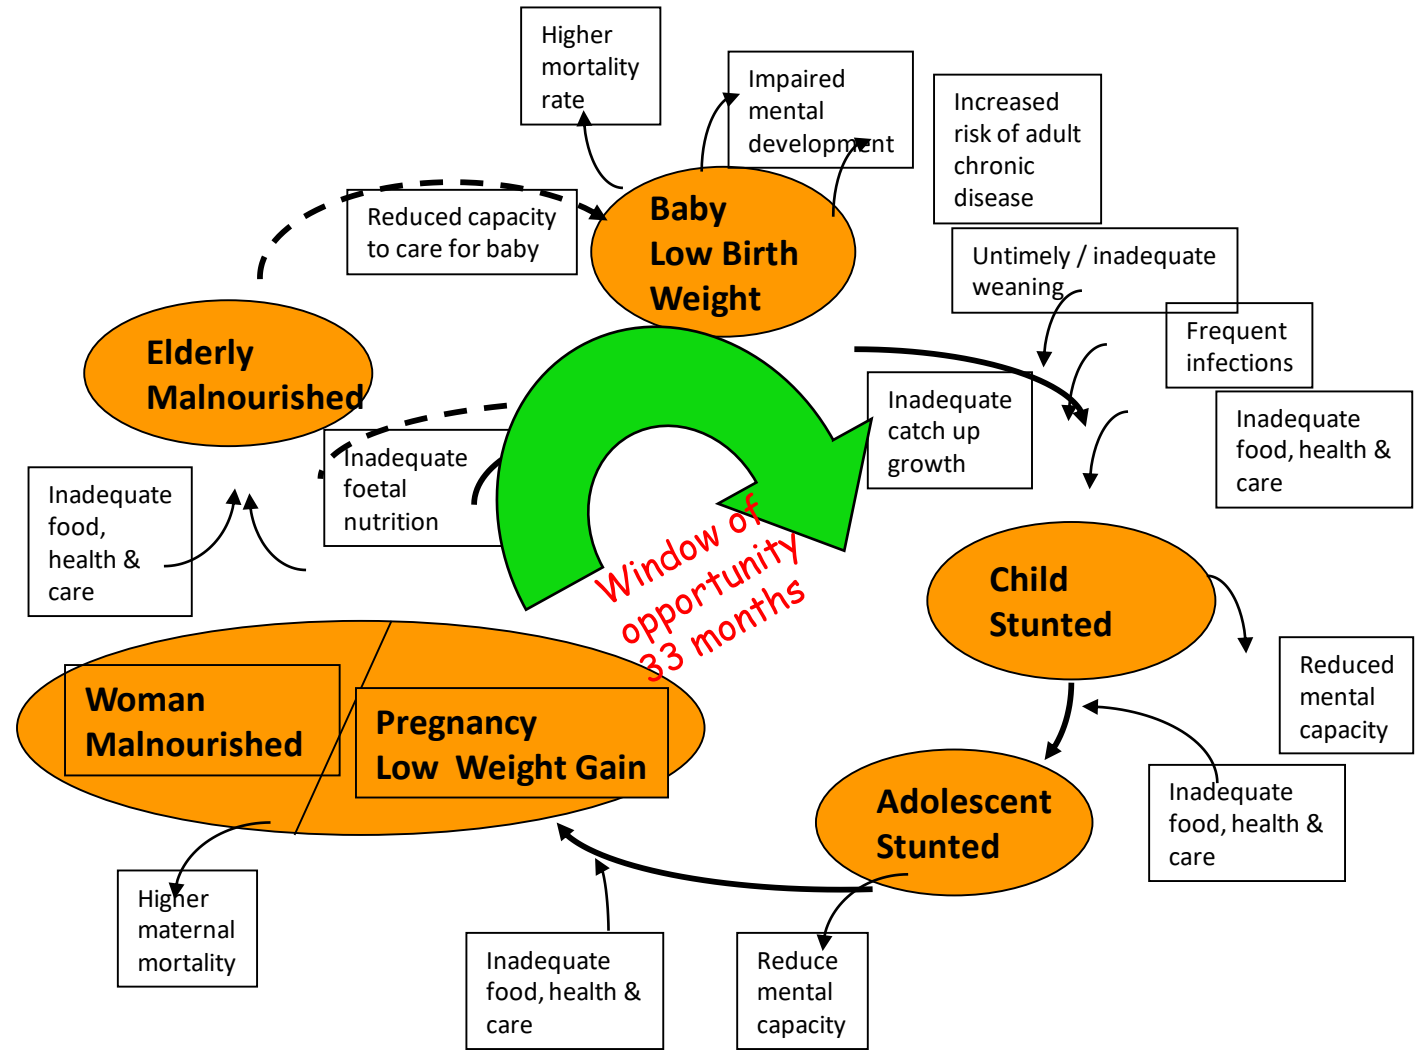 Higher
mortality
rate
Impaired
mental
development
Increased
risk of adult
chronic
disease
Reduced capacity
to care for baby
Baby
Low Birth
Weight
Untimely / inadequate
weaning
Frequent
infections
Elderly
Malnourished
Inadequate
catch up
growth
Inadequate
food, health &
care
Inadequate
foetal
nutrition
Inadequate
food,
health &
care
Window of
opportunity
33 months
Child
Stunted
Reduced
mental
capacity
Woman
Malnourished
Pregnancy
Low  Weight Gain
Adolescent
Stunted
Inadequate
food, health &
care
Higher
maternal
mortality
Inadequate
food, health &
care
Reduce
mental
capacity